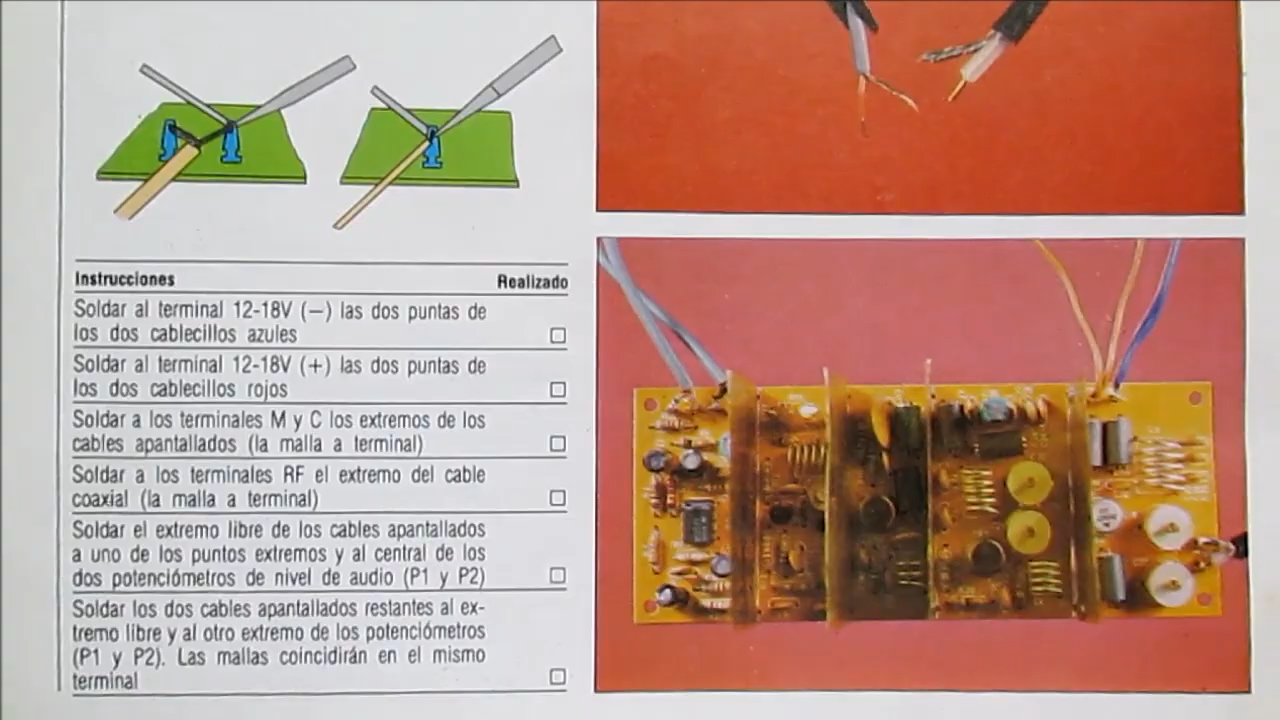 Instrucciones Realizado
Soldar al terminal 12-18V (—) las dos puntas de
los dos cablecillos azules
Soldar al terminal 12-18V (+) las dos puntas de
los dos cablecillos rojos
Soldar a los terminales M y C los extremos de los
cables apantallados (la malla a terminal)
Soldar a los terminales RF el extremo del cable
coaxial (la malla a terminal)
Soldar el extremo libre de los cables apantallados
a uno de los puntos extremos y al central de los
dos potenciómetros de nivel de audio (P1 y P2)
Soldar los dos cables apantallados restantes al ex-
tremo libre y al otro extremo de los potenciómetros
(P1 y P2). Las mallas coincidirán en el mismo
terminal